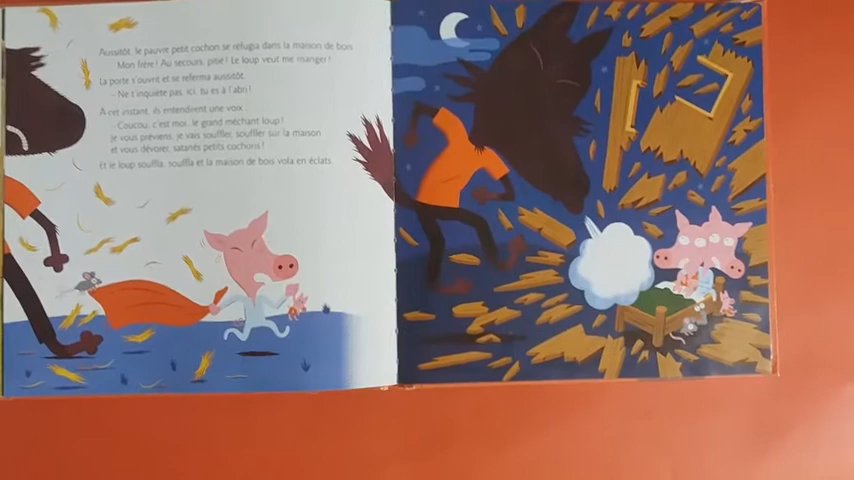 Aussitôt, le pauvre petit cochon se réfugia dans la maison de bois.
- Mon frère ! Au secours, pitié ! Le loup veut me manger !
La porte s'ouvrit et se referma aussitôt.
- Ne t'inquiète pas, ici, tu es à l'abri !
À cet instant, ils entendirent une voix :
- Coucou, c'est moi, le grand méchant loup !
Je vous préviens, je vais souffler, souffler sur la maison
et vous dévorer, satanés petits cochons !
Et le loup souffla, souffla et la maison de bois vola en éclats.